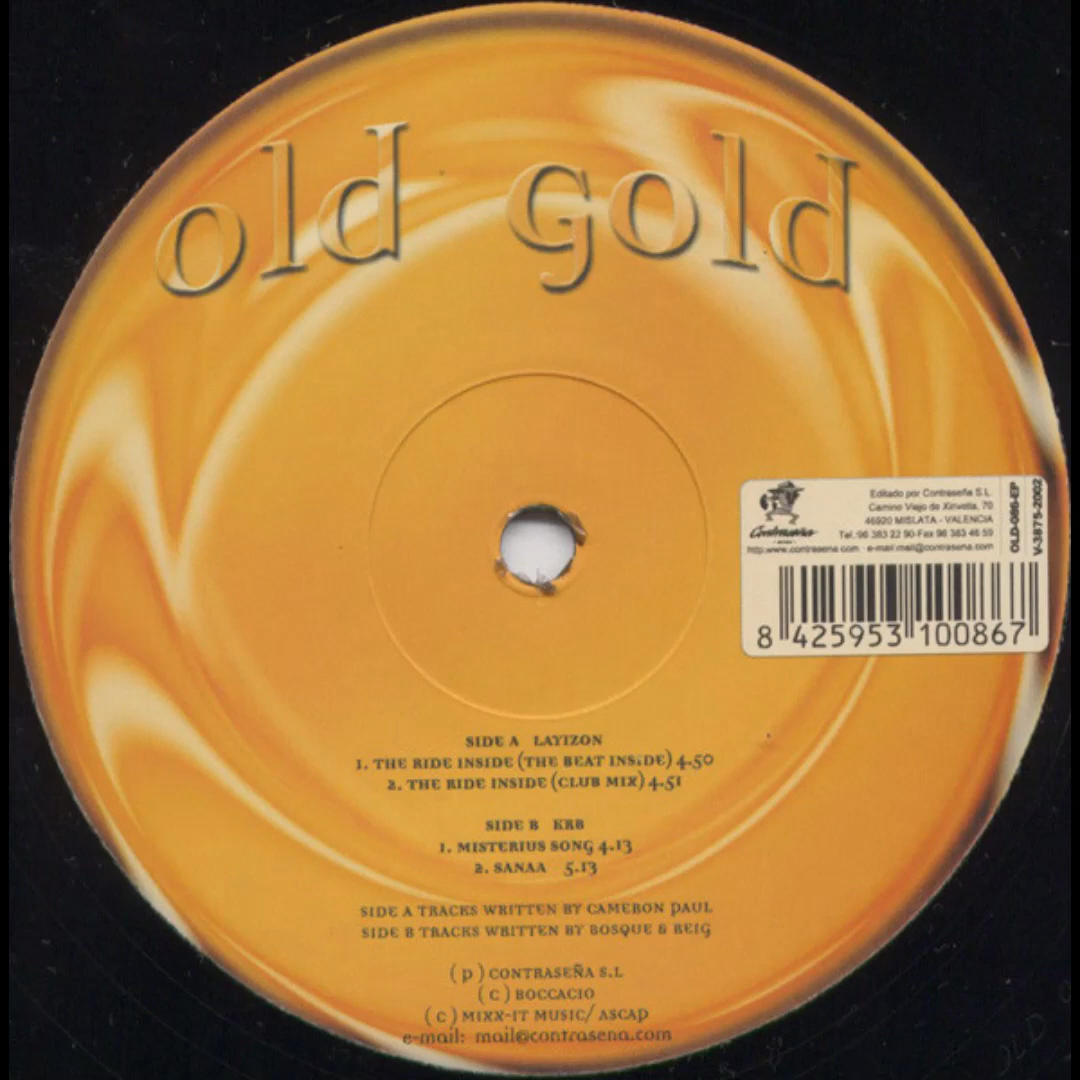 old gold
Editado por Contraseña S.L.
Camino Viejo de Xirivella, 70
46920 MISLATA - VALENCIA
Contraseña
Tel.:96 383 22 90-Fax 96 383 46 59
http:www.contrasena.com - e-mail:mail@contrasena.com
OLD-086-EP
V-3875-2002
8 425953 100867
SIDE A LAYIZON
1. THE RIDE INSIDE (THE BEAT INSiDE) 4.50
2. THE RIDE INSIDE (CLUB MIX) 4.51
SIDE B KRB
1. MISTERIUS SONG 4.13
2. SANAA 5.13
SIDE A TRACKS WRITTEN BY CAMERON PAUL
SIDE B TRACKS WRITTEN BY BOSQUE & REIG
(p) CONTRASEÑA S.L
(c) BOCCACIO
(c) MIXX-IT MUSIC/ ASCAP
e-mail: mail@contrasena.com